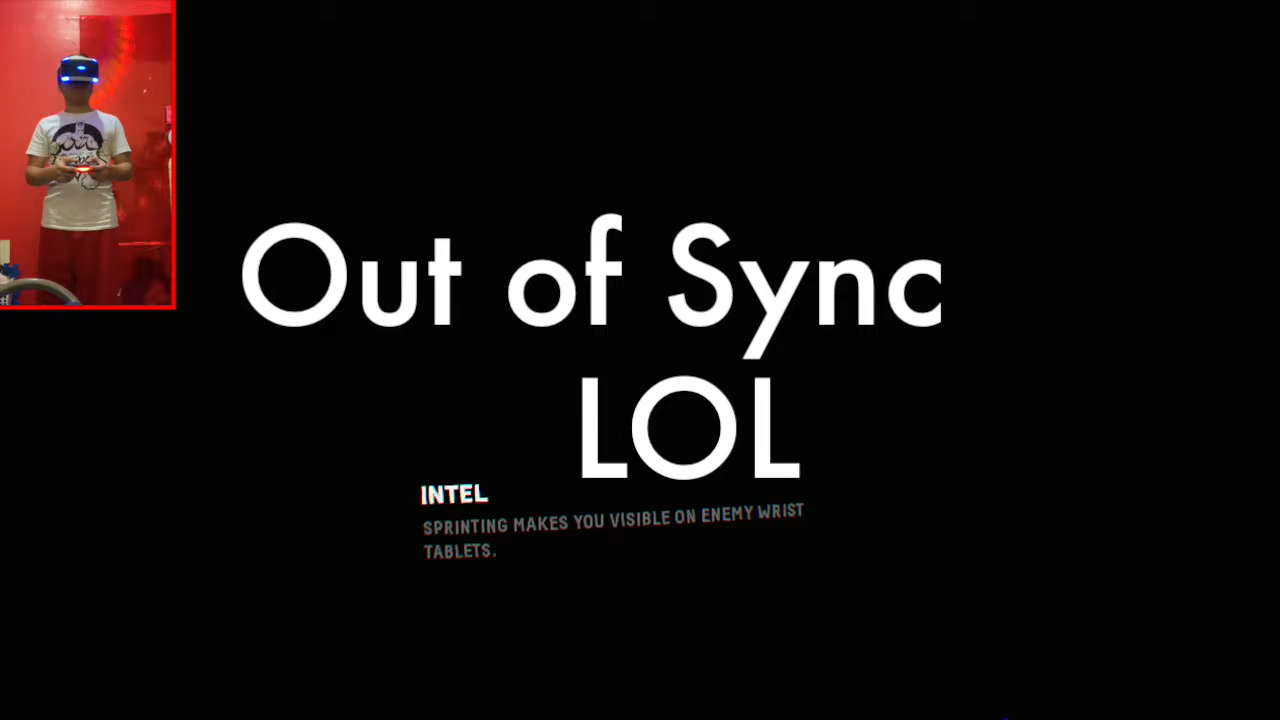 Out of Sync
LOL
INTEL
SPRINTING MAKES YOU VISIBLE ON ENEMY WRIST
TABLETS.